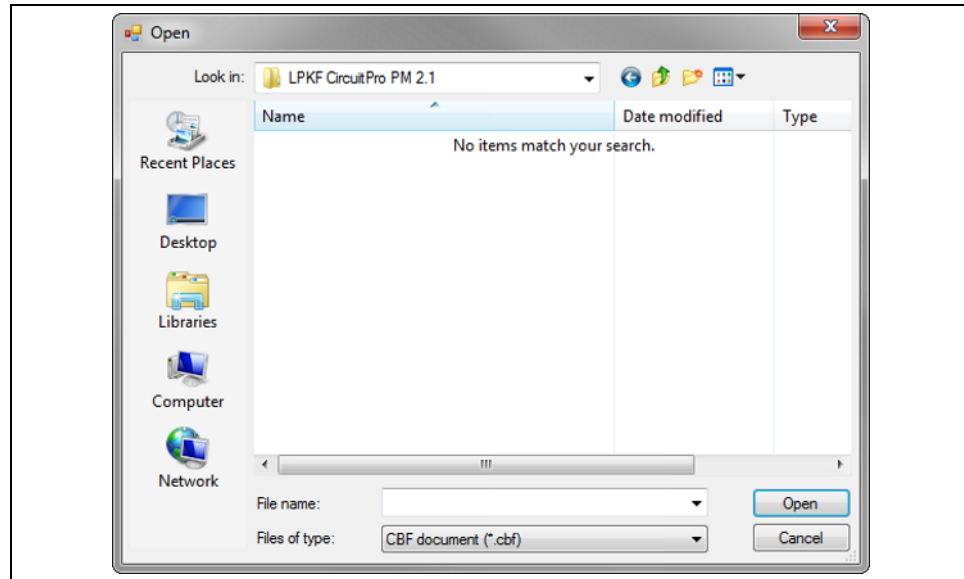 Open
Look in: LPKF CircuitPro PM 2.1
Name Date modified Type
No items match your search.
Recent Places
Desktop
Libraries
Computer
Network
File name: Open
Files of type: CBF document (*.cbf) Cancel